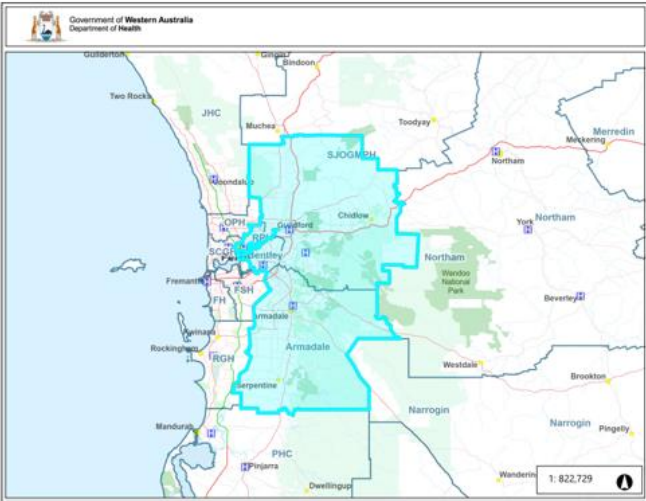 Government of Western Australia
Department of Health
Guilderton
Gingin
Bindoon
Two Rocks
JHC
Muchea
Toodyay
Merredin
Meckering
SJOGMPH
Northam
Joondalup
OPH
Chidlow
Guildford
York
Northam
RPH
SCGH
Bentley
Northam
Wandoo
National
Park
Fremantle
FSH
FH
Beverley
Armadale
Kwinana
Rockingham
Armadale
RGH
Westdale
Serpentine
Brookton
Narrogin
Narrogin
Mandurah
Pingelly
PHC
Pinjarra
Wandering
Dwellingup
1: 822,729